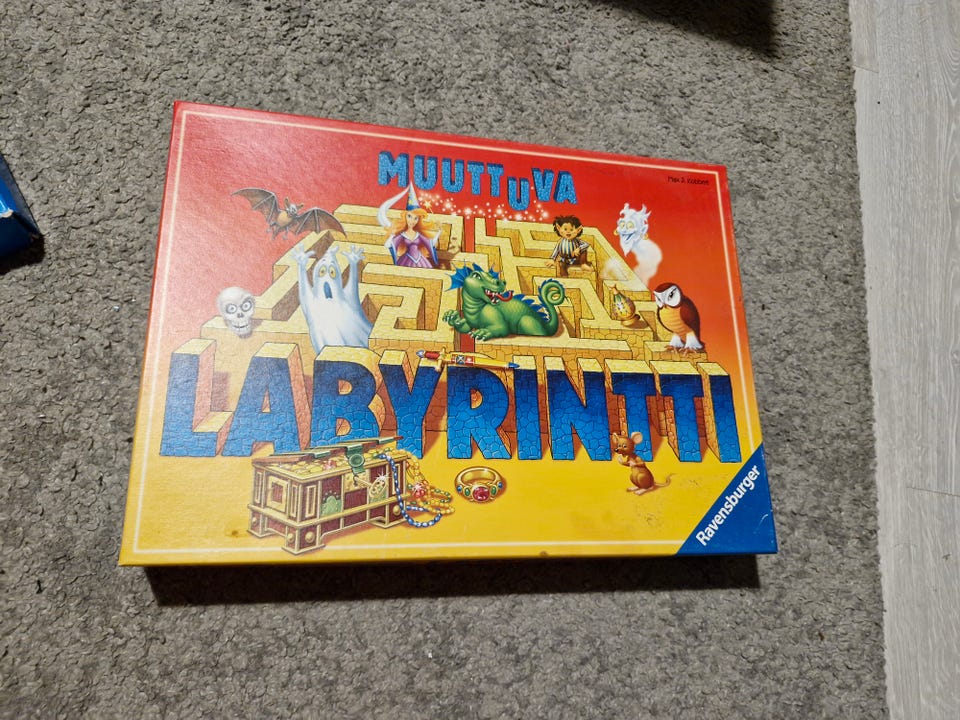 MUUTTUVA
Max J. Kobbert
LABYRINTTI
Ravensburger